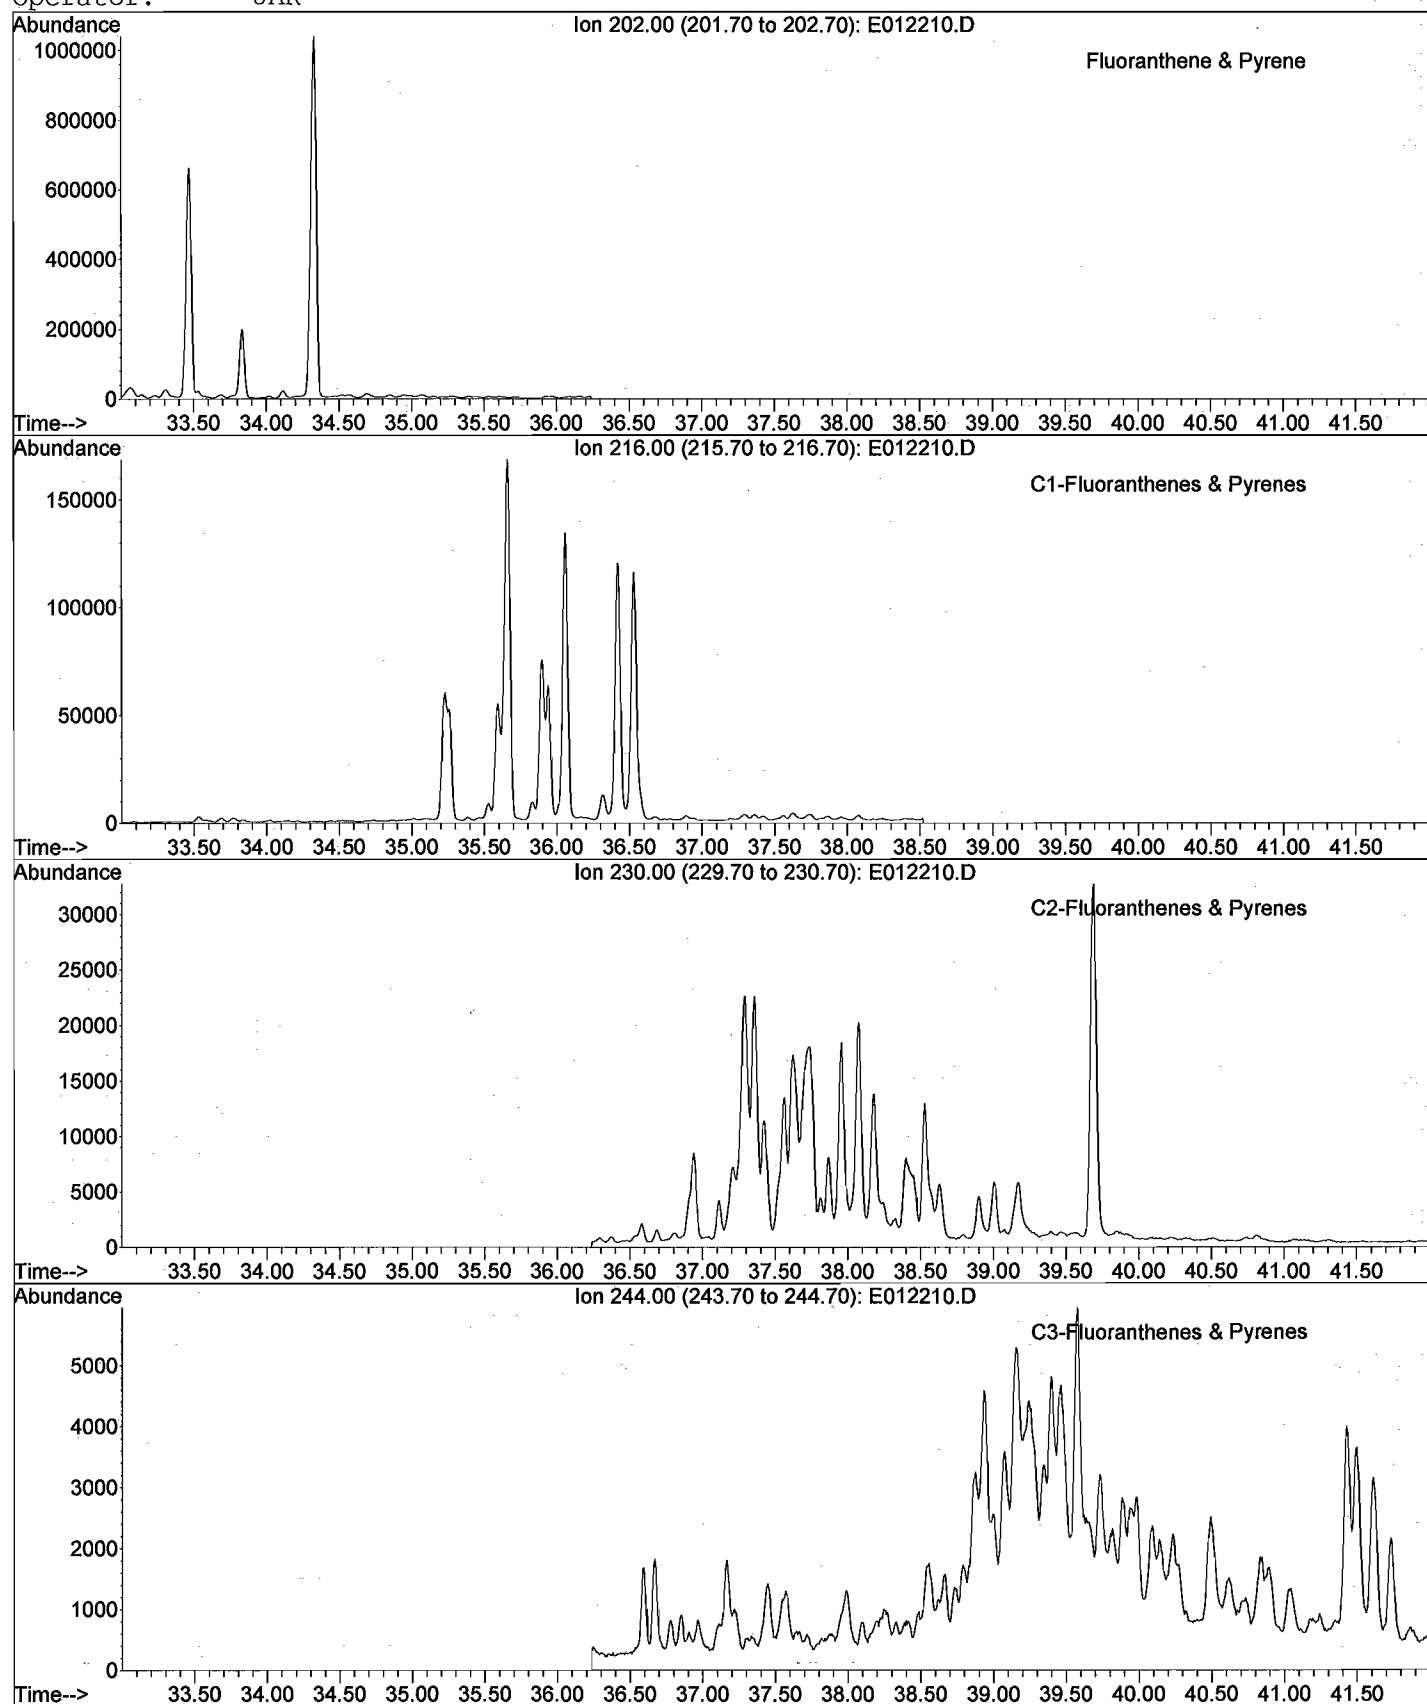 Operator: JAR
Abundance
Ion 202.00 (201.70 to 202.70): E012210.D
Fluoranthene & Pyrene
1000000
800000
600000
400000
200000
0
Time--> 33.50 34.00 34.50 35.00 35.50 36.00 36.50 37.00 37.50 38.00 38.50 39.00 39.50 40.00 40.50 41.00 41.50
Abundance
Ion 216.00 (215.70 to 216.70): E012210.D
C1-Fluoranthenes & Pyrenes
150000
100000
50000
0
Time--> 33.50 34.00 34.50 35.00 35.50 36.00 36.50 37.00 37.50 38.00 38.50 39.00 39.50 40.00 40.50 41.00 41.50
Abundance
Ion 230.00 (229.70 to 230.70): E012210.D
C2-Fluoranthenes & Pyrenes
30000
25000
20000
15000
10000
5000
0
Time--> 33.50 34.00 34.50 35.00 35.50 36.00 36.50 37.00 37.50 38.00 38.50 39.00 39.50 40.00 40.50 41.00 41.50
Abundance
Ion 244.00 (243.70 to 244.70): E012210.D
C3-Fluoranthenes & Pyrenes
5000
4000
3000
2000
1000
0
Time--> 33.50 34.00 34.50 35.00 35.50 36.00 36.50 37.00 37.50 38.00 38.50 39.00 39.50 40.00 40.50 41.00 41.50